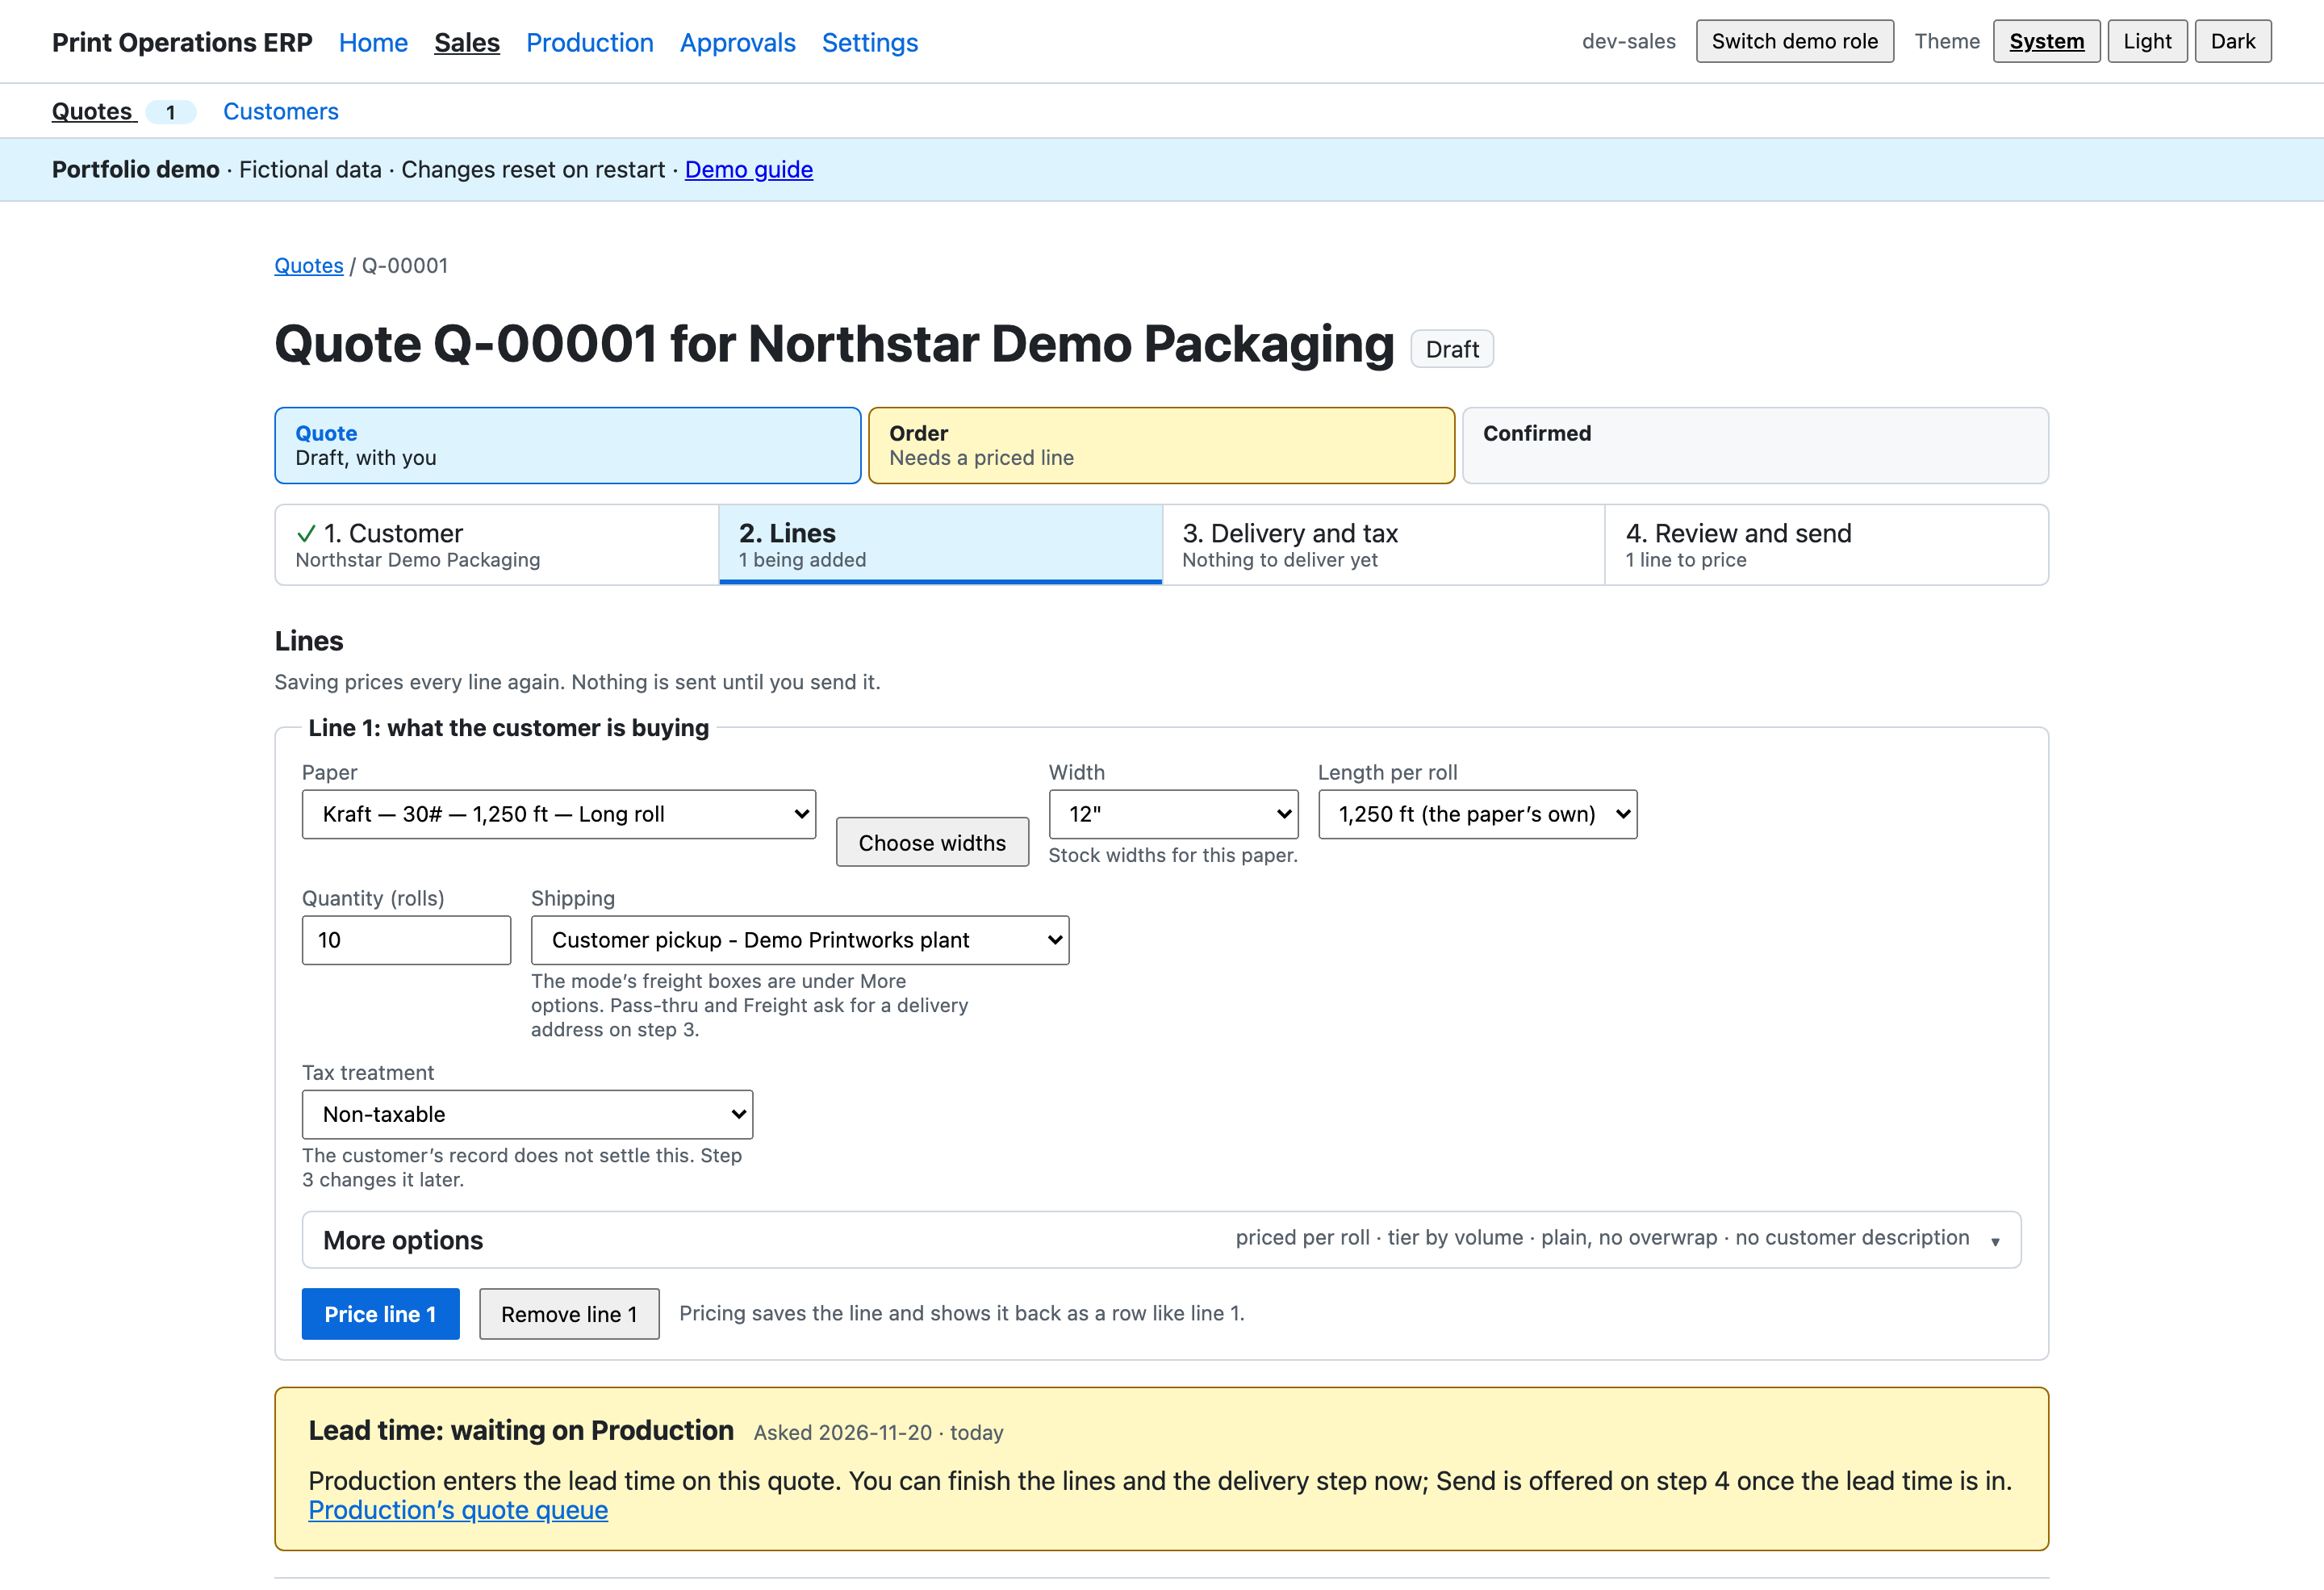 Print Operations ERP Home Sales Production Approvals Settings dev-sales Switch demo role Theme System Light Dark
Quotes 1 Customers
Portfolio demo · Fictional data · Changes reset on restart · Demo guide
Quotes / Q-00001
Quote Q-00001 for Northstar Demo Packaging Draft
Quote
Draft, with you
Order
Needs a priced line
Confirmed
✓ 1. Customer
Northstar Demo Packaging
2. Lines
1 being added
3. Delivery and tax
Nothing to deliver yet
4. Review and send
1 line to price
Lines
Saving prices every line again. Nothing is sent until you send it.
Line 1: what the customer is buying
Paper
Kraft — 30# — 1,250 ft — Long roll
Choose widths
Width
12"
Stock widths for this paper.
Length per roll
1,250 ft (the paper’s own)
Quantity (rolls)
10
Shipping
Customer pickup - Demo Printworks plant
The mode’s freight boxes are under More
options. Pass-thru and Freight ask for a delivery
address on step 3.
Tax treatment
Non-taxable
The customer’s record does not settle this. Step
3 changes it later.
More options priced per roll · tier by volume · plain, no overwrap · no customer description ▾
Price line 1 Remove line 1 Pricing saves the line and shows it back as a row like line 1.
Lead time: waiting on Production Asked 2026-11-20 · today
Production enters the lead time on this quote. You can finish the lines and the delivery step now; Send is offered on step 4 once the lead time is in.
Production’s quote queue